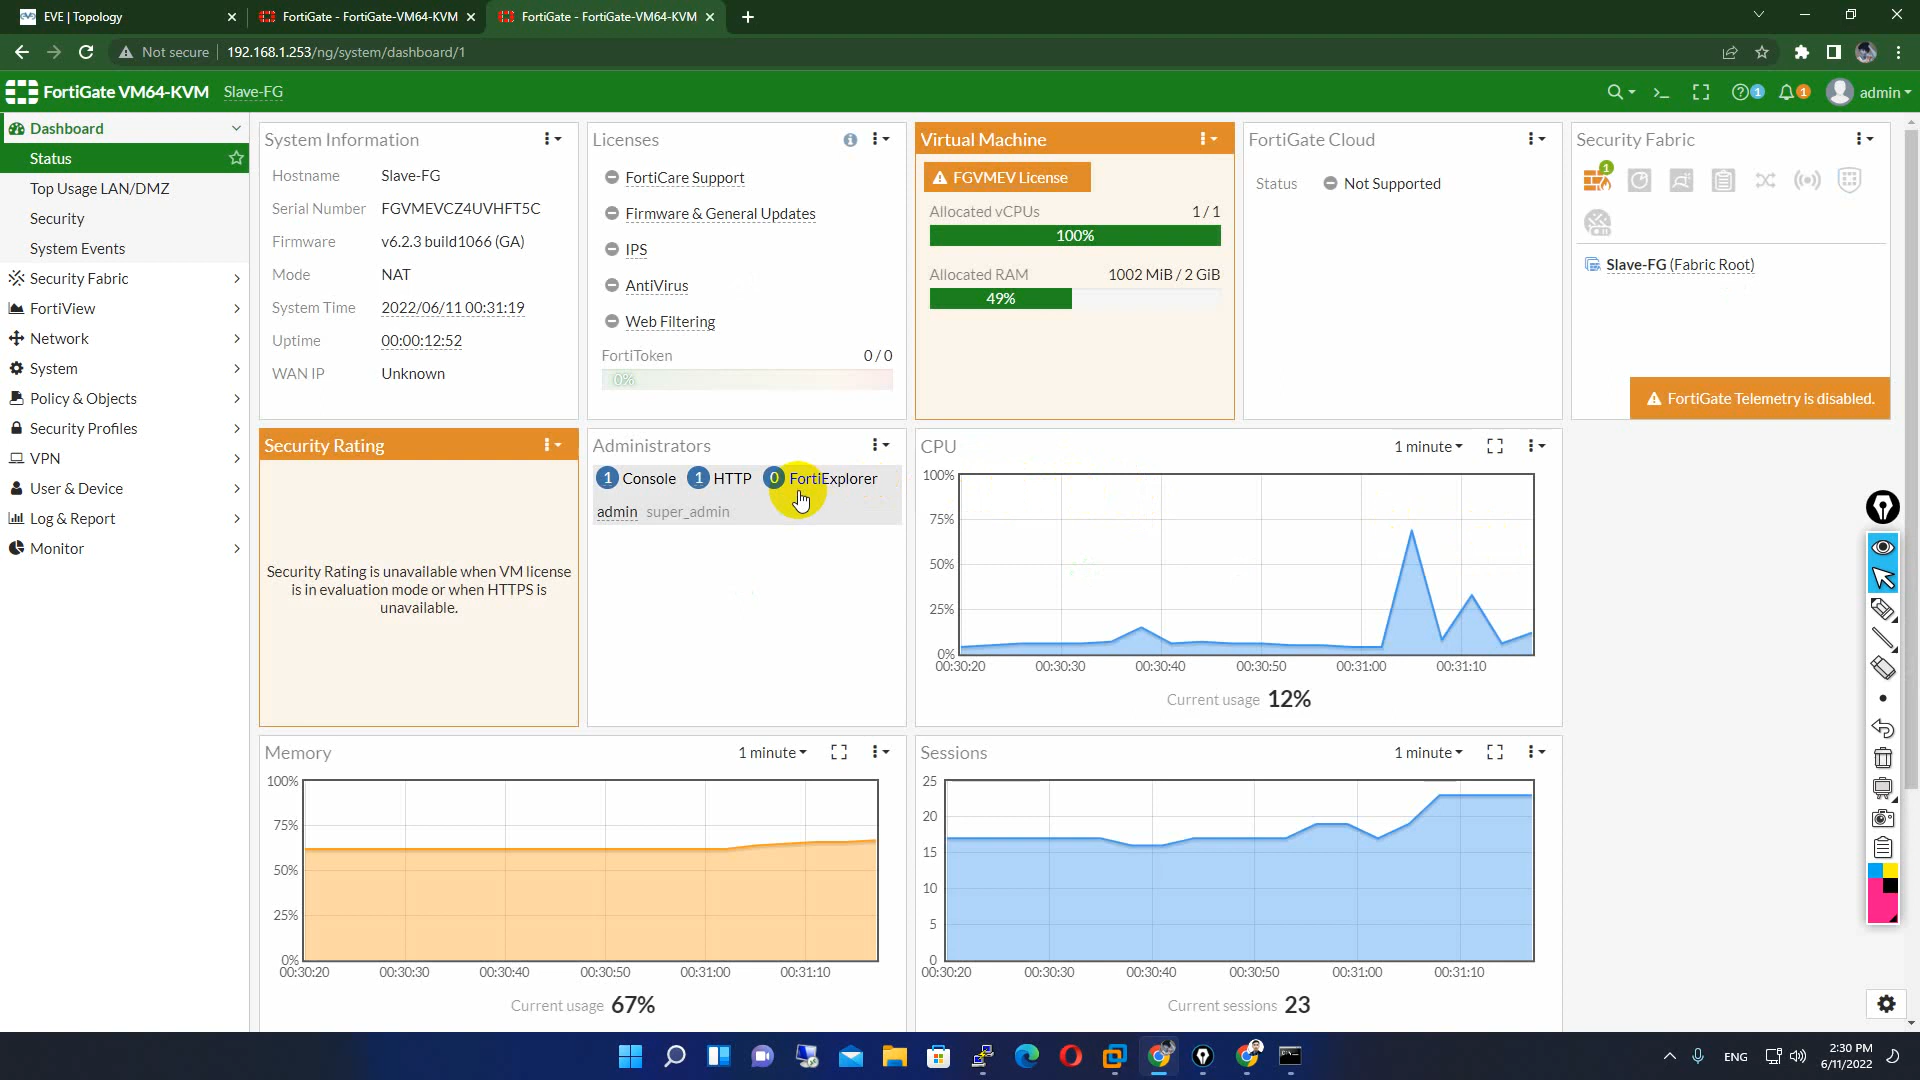 EVE | Topology
FortiGate - FortiGate-VM64-KVM
FortiGate - FortiGate-VM64-KVM
Not secure
192.168.1.253/ng/system/dashboard/1
FortiGate VM64-KVM
Slave-FG
1
1
admin
Dashboard
Status
Top Usage LAN/DMZ
Security
System Events
Security Fabric
FortiView
Network
System
Policy & Objects
Security Profiles
VPN
User & Device
Log & Report
Monitor
System Information
Hostname Slave-FG
Serial Number FGVMEVCZ4UVHFT5C
Firmware v6.2.3 build1066 (GA)
Mode NAT
System Time 2022/06/11 00:31:19
Uptime 00:00:12:52
WAN IP Unknown
Licenses
FortiCare Support
Firmware & General Updates
IPS
AntiVirus
Web Filtering
FortiToken 0/0
0%
Virtual Machine
FGVMEV License
Allocated vCPUs 1/1
100%
Allocated RAM 1002 MiB/2 GiB
49%
FortiGate Cloud
Status Not Supported
Security Fabric
1
Slave-FG (Fabric Root)
FortiGate Telemetry is disabled.
Security Rating
Security Rating is unavailable when VM license
is in evaluation mode or when HTTPS is
unavailable.
Administrators
1 Console 1 HTTP 0 FortiExplorer
admin super_admin
CPU
1 minute
100%
75%
50%
25%
0%
00:30:20 00:30:30 00:30:40 00:30:50 00:31:00 00:31:10
Current usage 12%
Memory
1 minute
100%
75%
50%
25%
0%
00:30:20 00:30:30 00:30:40 00:30:50 00:31:00 00:31:10
Current usage 67%
Sessions
1 minute
25
20
15
10
5
0
00:30:20 00:30:30 00:30:40 00:30:50 00:31:00 00:31:10
Current sessions 23
ENG
2:30 PM
6/11/2022